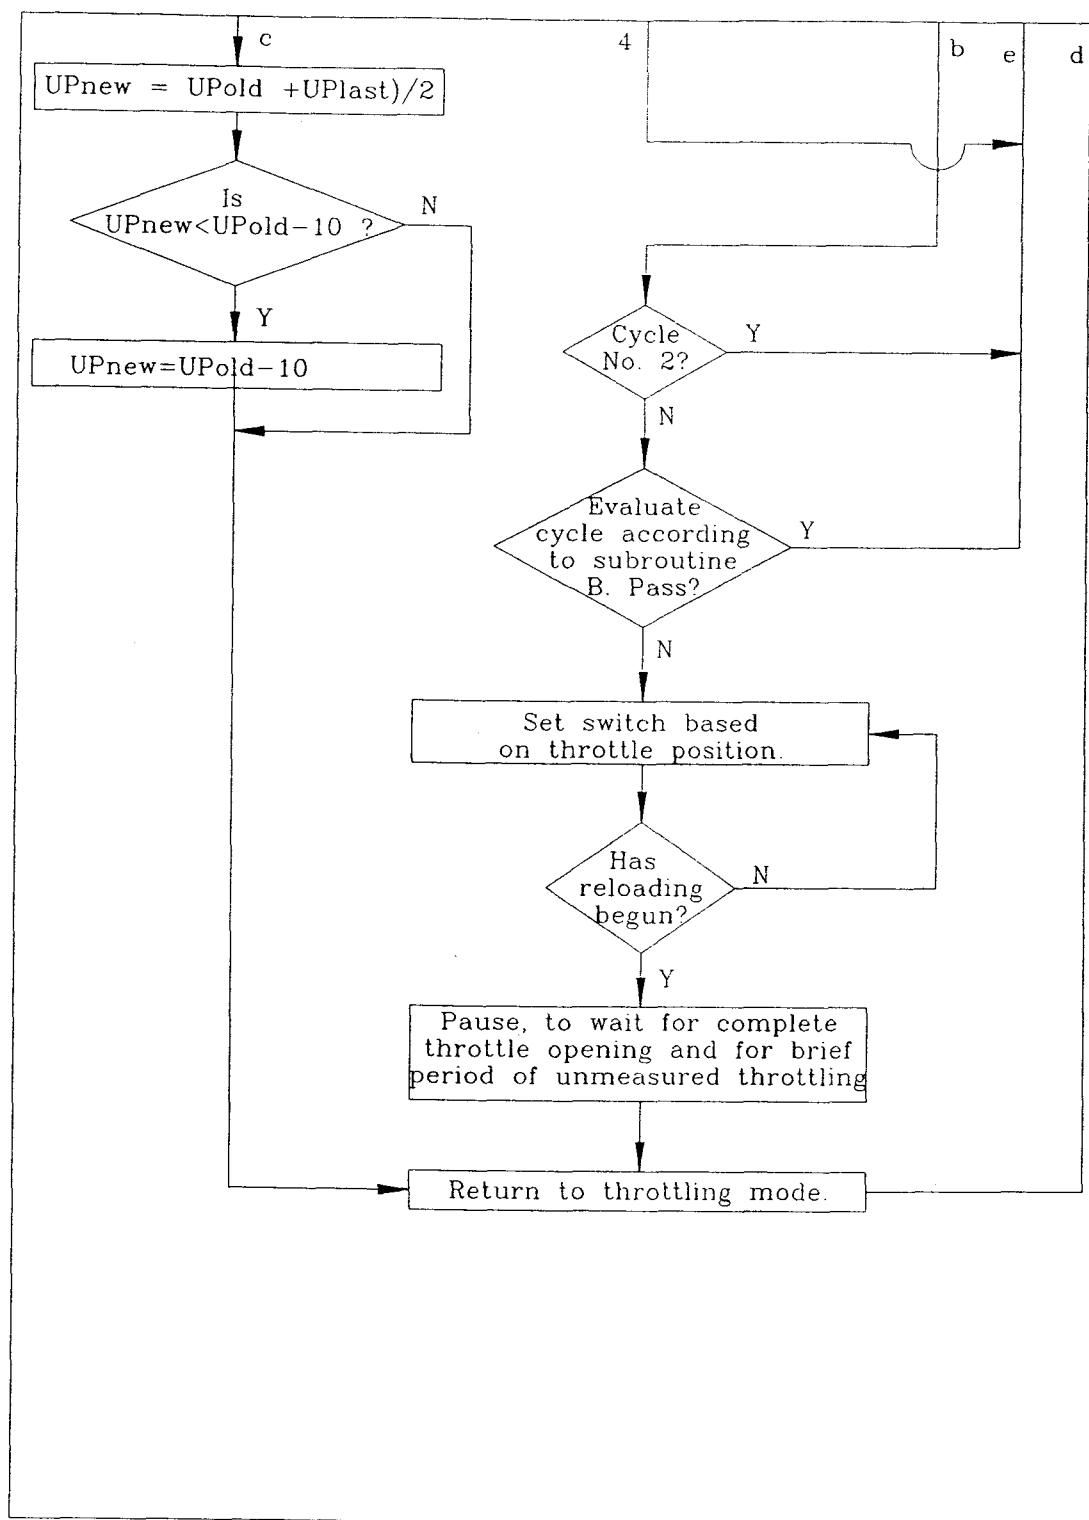 c
4
b
e
d
UPnew = UPold +UPlast)/2
Is
UPnew<UPold-10 ?
N
Y
UPnew=UPold-10
Cycle
No. 2?
Y
N
Evaluate
cycle according
to subroutine
B. Pass?
Y
N
Set switch based
on throttle position.
Has
reloading
begun?
N
Y
Pause, to wait for complete
throttle opening and for brief
period of unmeasured throttling
Return to throttling mode.